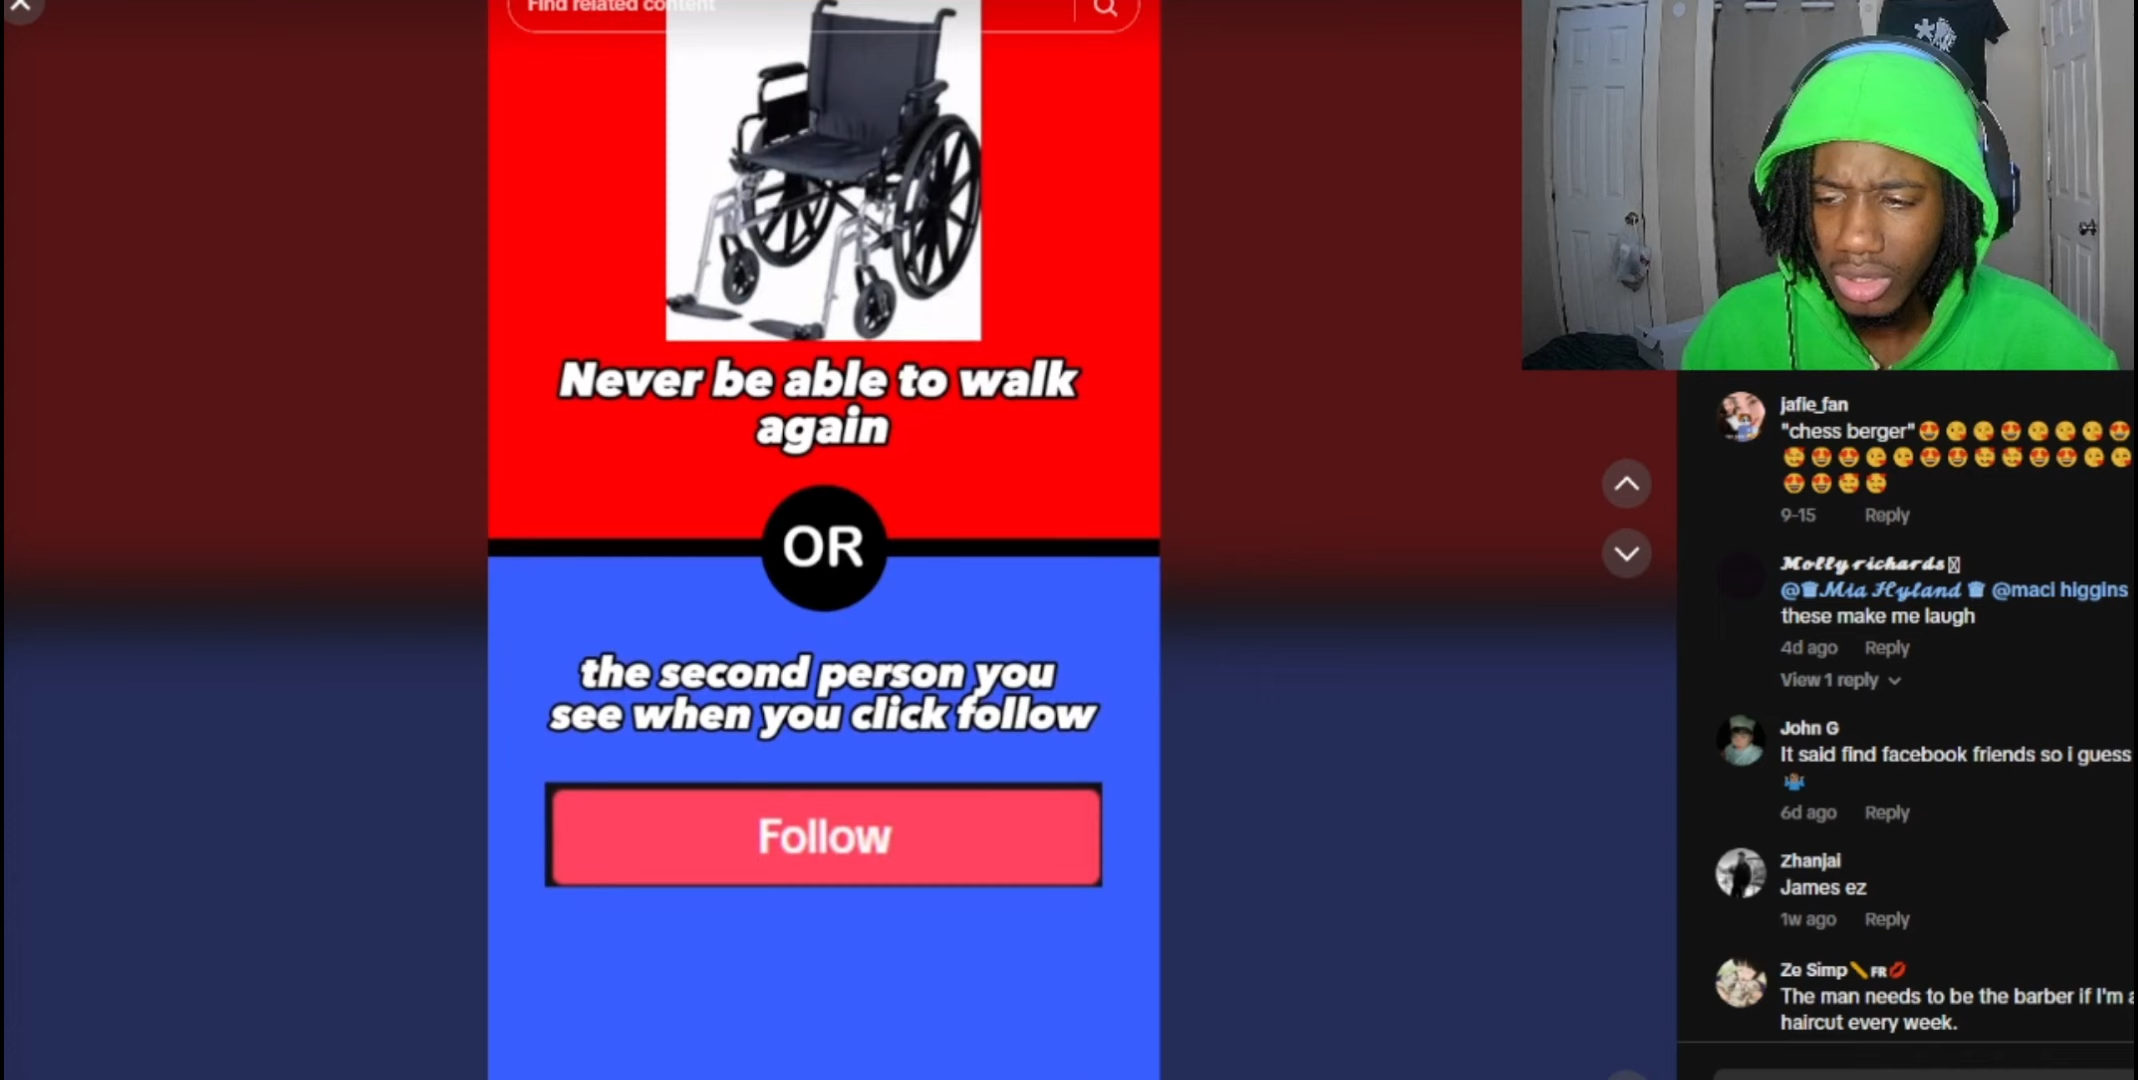 Find related content
Never be able to walk
again
OR
the second person you
see when you click follow
Follow
jafie_fan
"chess berger"
9-15 Reply
Molly richards
@Mia Hyland @maci higgins
these make me laugh
4d ago Reply
View 1 reply
John G
It said find facebook friends so i guess
6d ago Reply
Zhanjai
James ez
1w ago Reply
Ze Simp FR
The man needs to be the barber if I'm a
haircut every week.